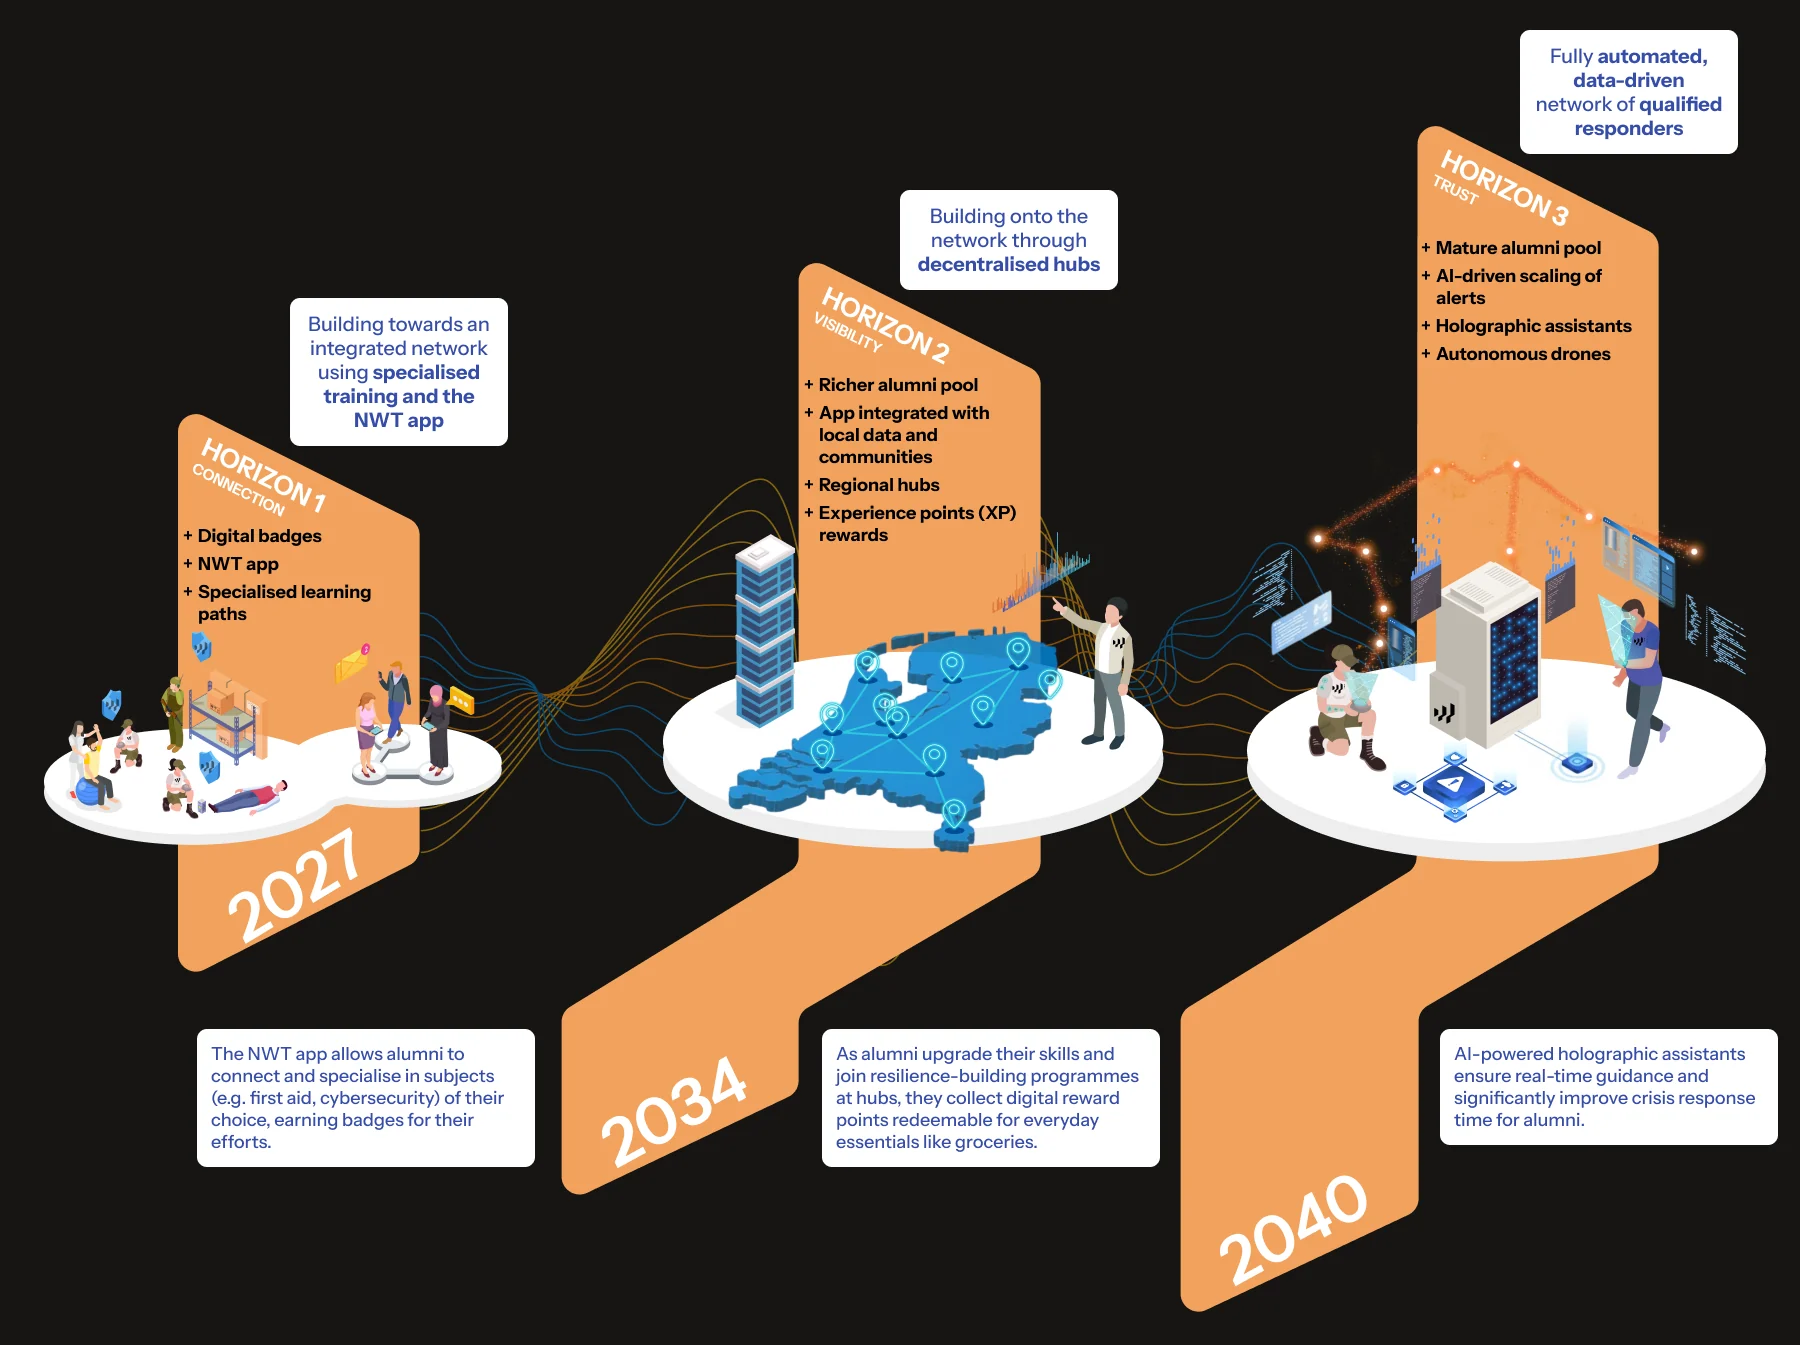 Fully automated,
data-driven
network of qualified
responders
HORIZON 3
TRUST
+ Mature alumni pool
+ AI-driven scaling of
alerts
+ Holographic assistants
+ Autonomous drones
Building onto the
network through
decentralised hubs
HORIZON 2
VISIBILITY
+ Richer alumni pool
+ App integrated with
local data and
communities
+ Regional hubs
+ Experience points (XP)
rewards
Building towards an
integrated network
using specialised
training and the
NWT app
HORIZON 1
CONNECTION
+ Digital badges
+ NWT app
+ Specialised learning
paths
2027
The NWT app allows alumni to
connect and specialise in subjects
(e.g. first aid, cybersecurity) of their
choice, earning badges for their
efforts.
2034
As alumni upgrade their skills and
join resilience-building programmes
at hubs, they collect digital reward
points redeemable for everyday
essentials like groceries.
2040
AI-powered holographic assistants
ensure real-time guidance and
significantly improve crisis response
time for alumni.